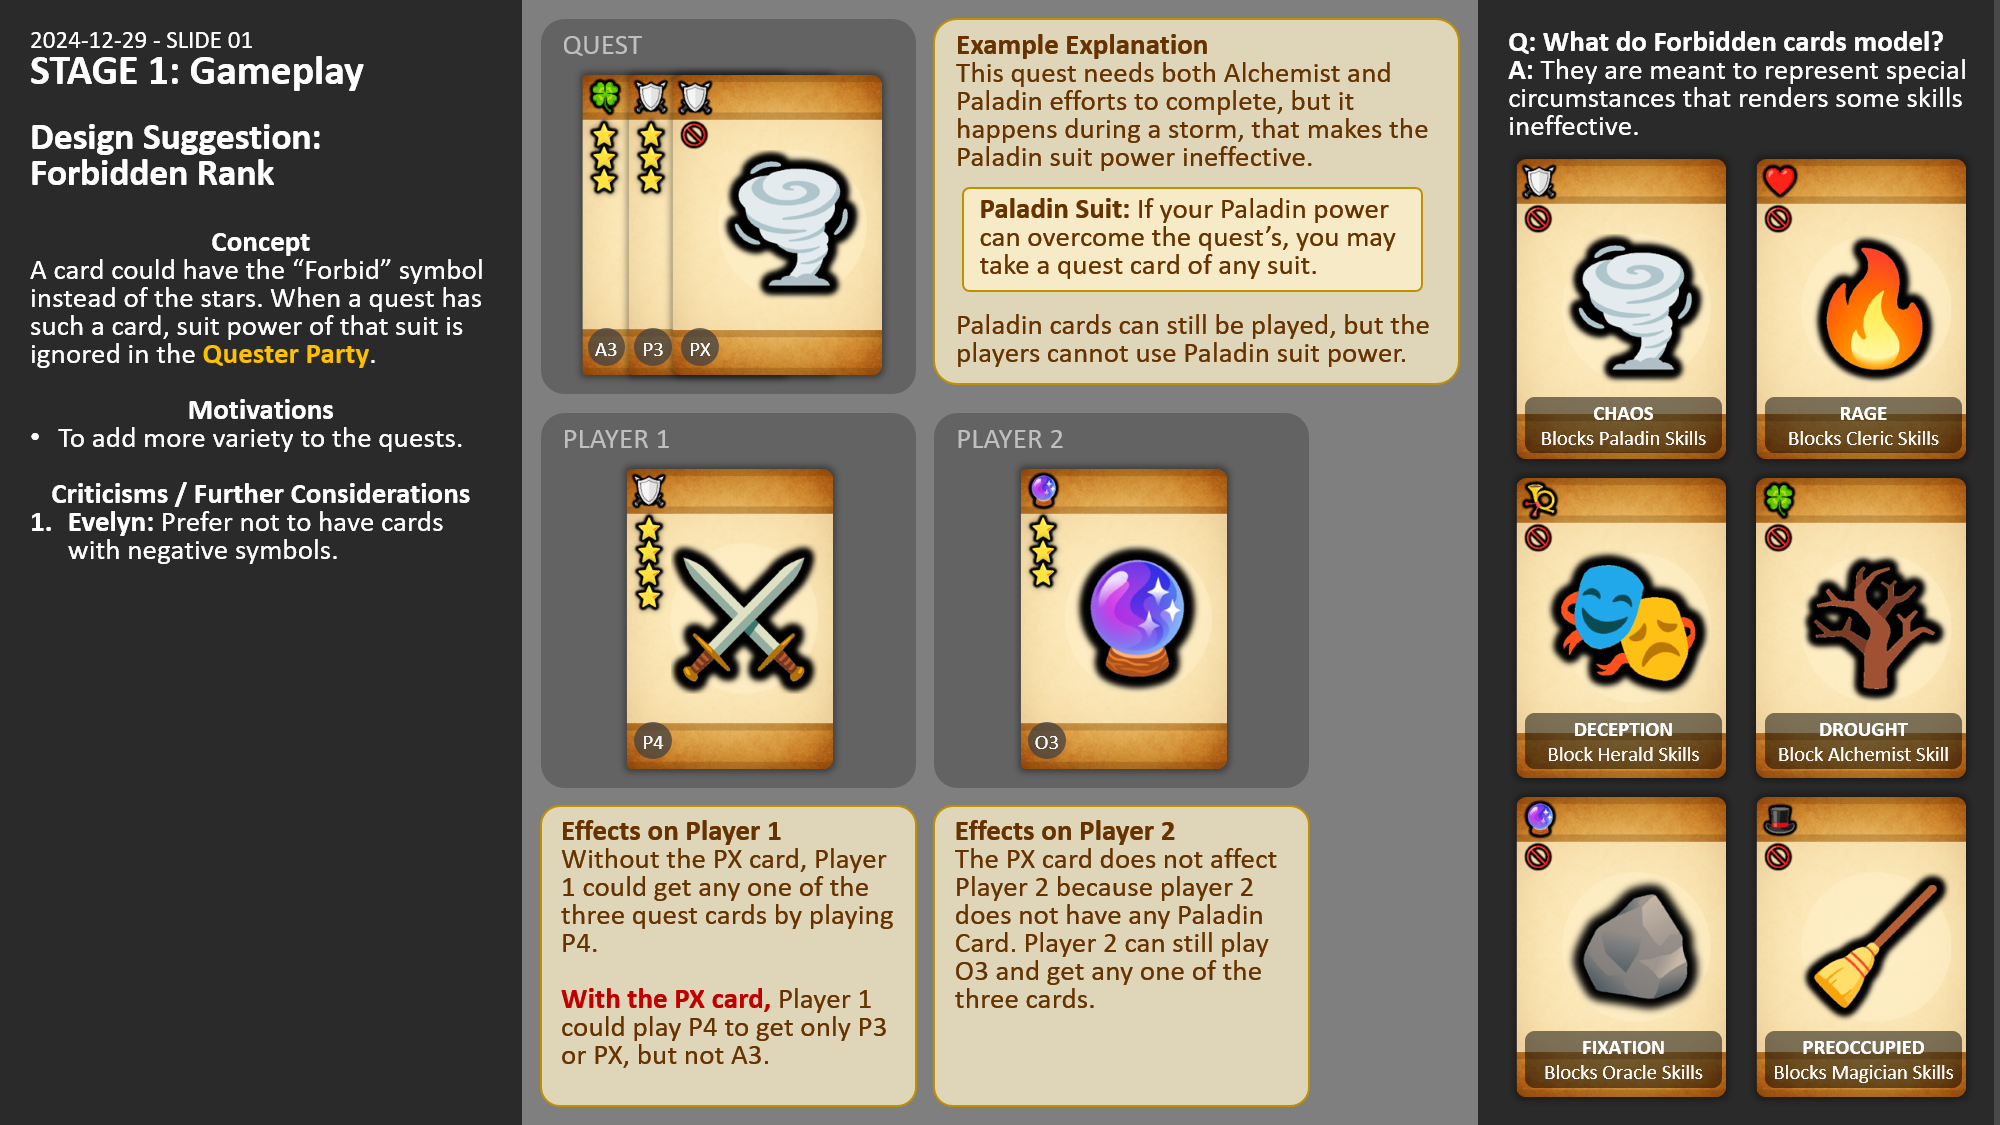 2024-12-29 - SLIDE 01
STAGE 1: Gameplay
Design Suggestion:
Forbidden Rank
Concept
A card could have the “Forbid” symbol
instead of the stars. When a quest has
such a card, suit power of that suit is
ignored in the Quester Party.
Motivations
• To add more variety to the quests.
Criticisms / Further Considerations
1. Evelyn: Prefer not to have cards
with negative symbols.
QUEST
A3 P3 PX
Example Explanation
This quest needs both Alchemist and
Paladin efforts to complete, but it
happens during a storm, that makes the
Paladin suit power ineffective.
Paladin Suit: If your Paladin power
can overcome the quest’s, you may
take a quest card of any suit.
Paladin cards can still be played, but the
players cannot use Paladin suit power.
PLAYER 1
P4
PLAYER 2
O3
Effects on Player 1
Without the PX card, Player
1 could get any one of the
three quest cards by playing
P4.
With the PX card, Player 1
could play P4 to get only P3
or PX, but not A3.
Effects on Player 2
The PX card does not affect
Player 2 because player 2
does not have any Paladin
Card. Player 2 can still play
O3 and get any one of the
three cards.
Q: What do Forbidden cards model?
A: They are meant to represent special
circumstances that renders some skills
ineffective.
CHAOS
Blocks Paladin Skills
RAGE
Blocks Cleric Skills
DECEPTION
Block Herald Skills
DROUGHT
Block Alchemist Skill
FIXATION
Blocks Oracle Skills
PREOCCUPIED
Blocks Magician Skills